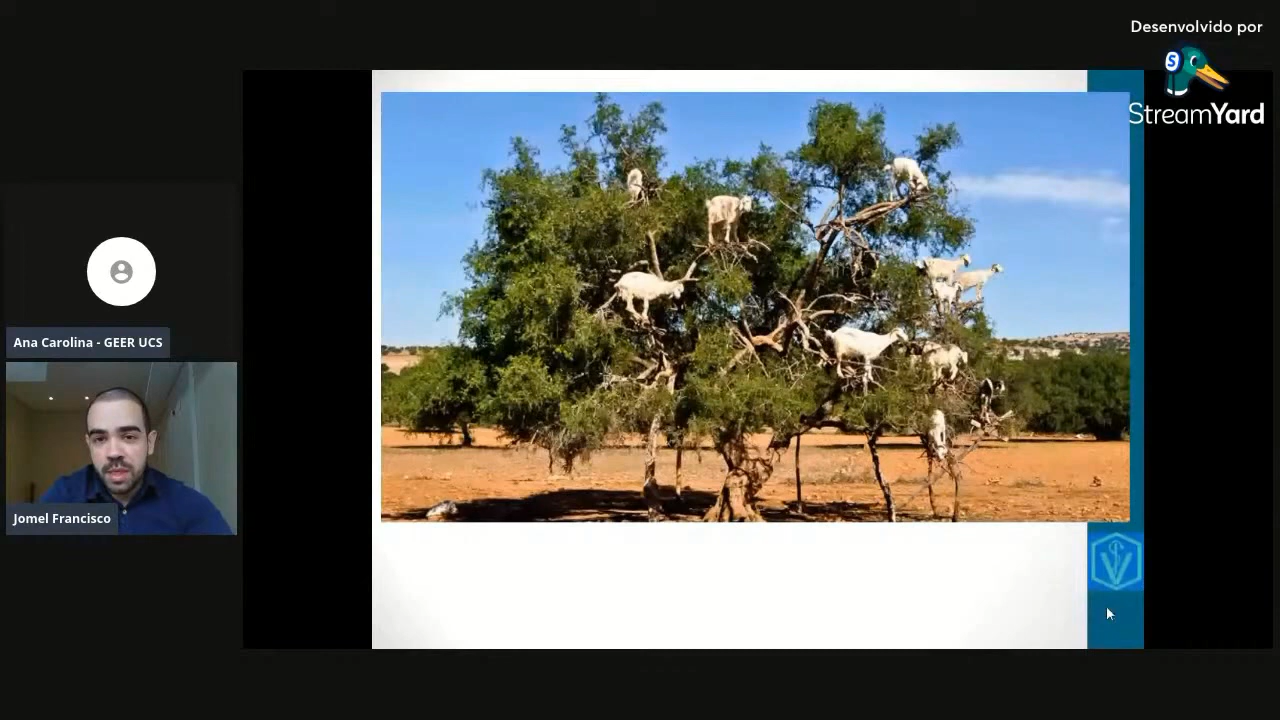 Desenvolvido por
StreamYard
Ana Carolina - GEER UCS
Jomel Francisco